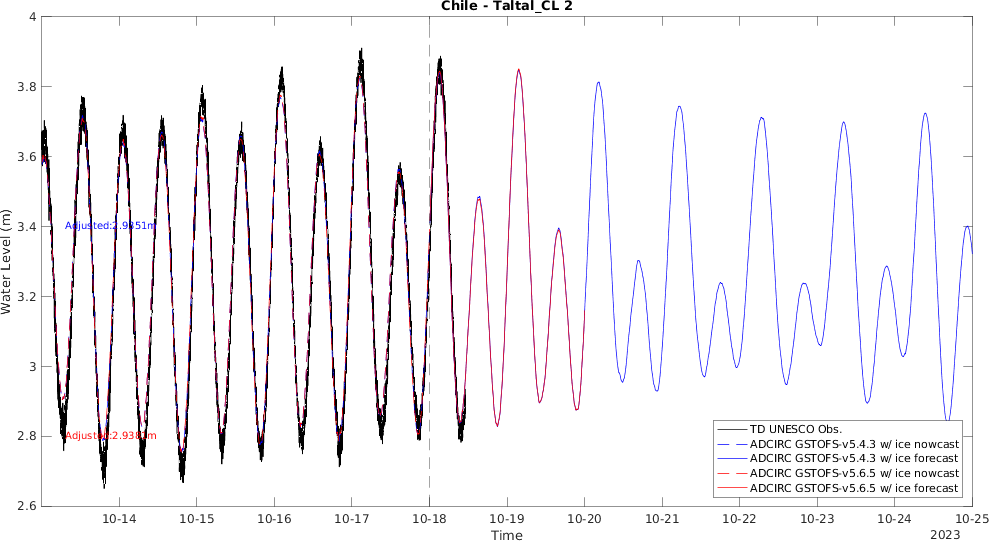 Chile - Taltal_CL 2
4
3.8
3.6
3.4
3.2
3
2.8
2.6
Water Level (m)
Adjusted:2.9351m
10-14
10-15
10-16
10-17
10-18
10-19
10-20
10-21
10-22
10-23
10-24
10-25
Time
2023
TD UNESCO Obs.
ADCIRC GSTOFS-v5.4.3 w/ ice nowcast
ADCIRC GSTOFS-v5.4.3 w/ ice forecast
ADCIRC GSTOFS-v5.6.5 w/ ice nowcast
ADCIRC GSTOFS-v5.6.5 w/ ice forecast